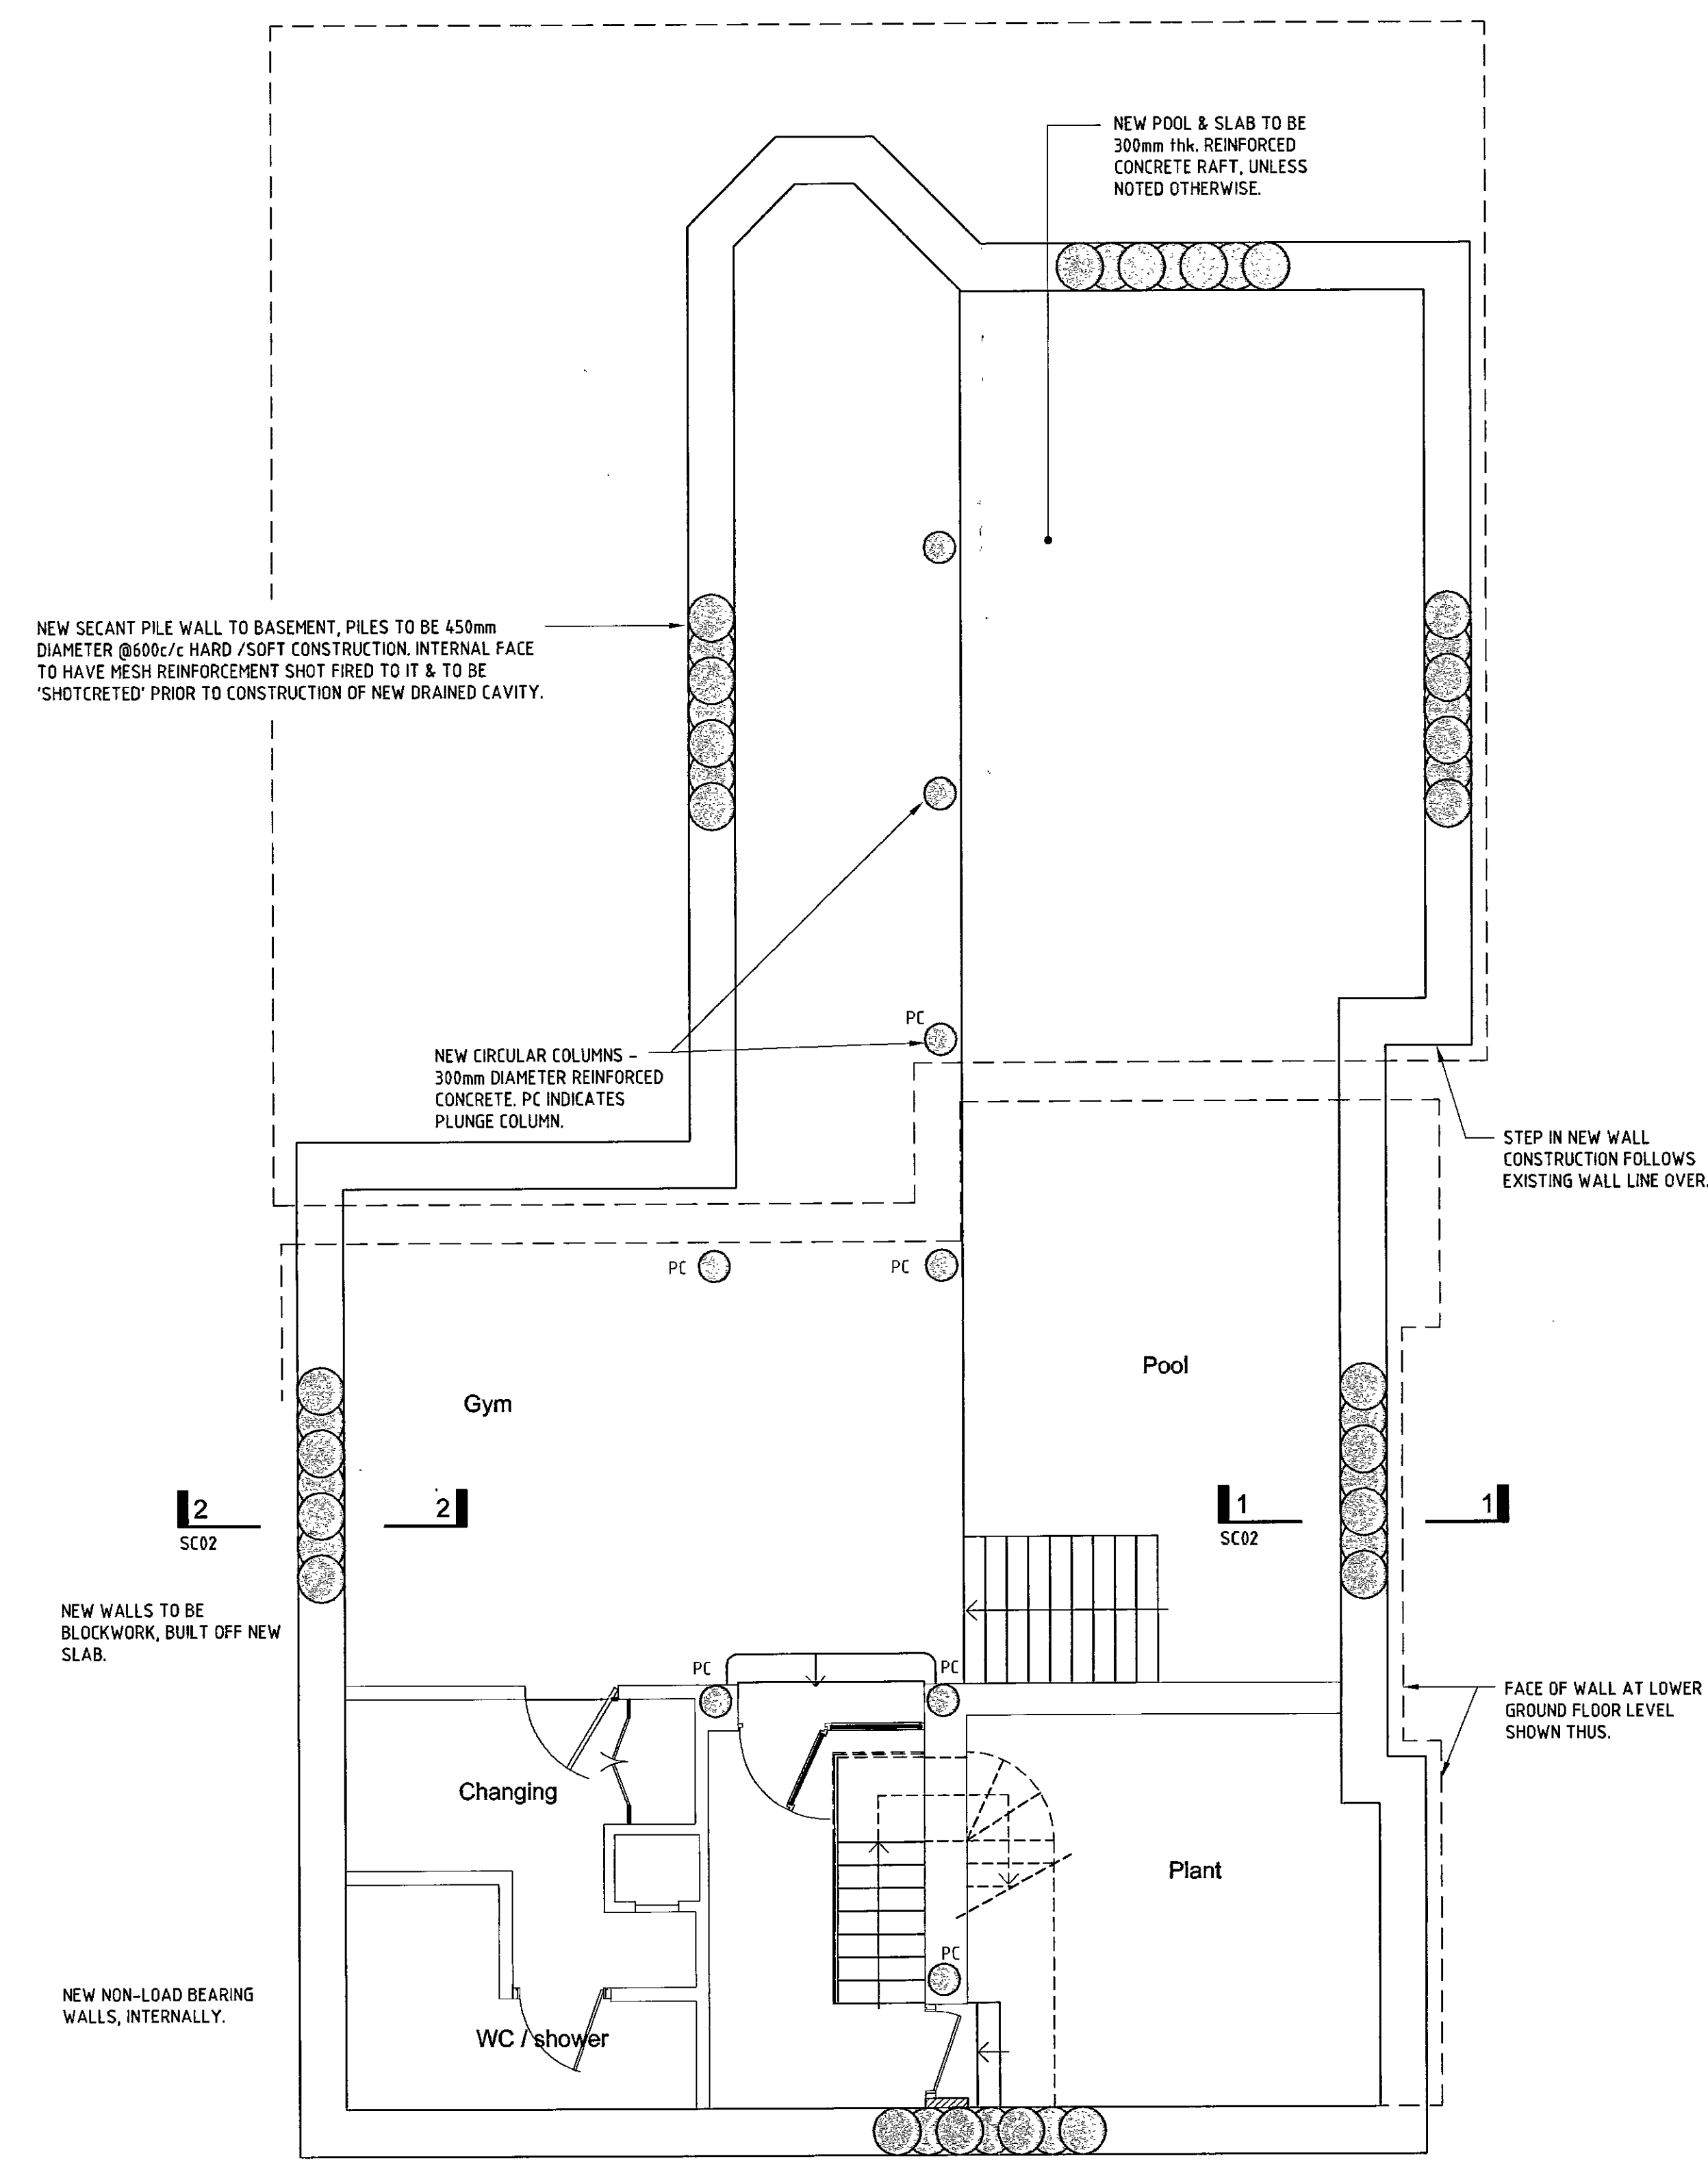 NEW POOL & SLAB TO BE
300mm thk. REINFORCED
CONCRETE RAFT, UNLESS
NOTED OTHERWISE.
NEW SECANT PILE WALL TO BASEMENT, PILES TO BE 450mm
DIAMETER @600c/c HARD /SOFT CONSTRUCTION. INTERNAL FACE
TO HAVE MESH REINFORCEMENT SHOT FIRED TO IT & TO BE
'SHOTCRETED' PRIOR TO CONSTRUCTION OF NEW DRAINED CAVITY.
PC
NEW CIRCULAR COLUMNS -
300mm DIAMETER REINFORCED
CONCRETE. PC INDICATES
PLUNGE COLUMN.
STEP IN NEW WALL
CONSTRUCTION FOLLOWS
EXISTING WALL LINE OVER.
PC
PC
Pool
Gym
2
2
SC02
1
1
SC02
NEW WALLS TO BE
BLOCKWORK, BUILT OFF NEW
SLAB.
PC
PC
FACE OF WALL AT LOWER
GROUND FLOOR LEVEL
SHOWN THUS.
Changing
Plant
PC
NEW NON-LOAD BEARING
WALLS, INTERNALLY.
WC / shower